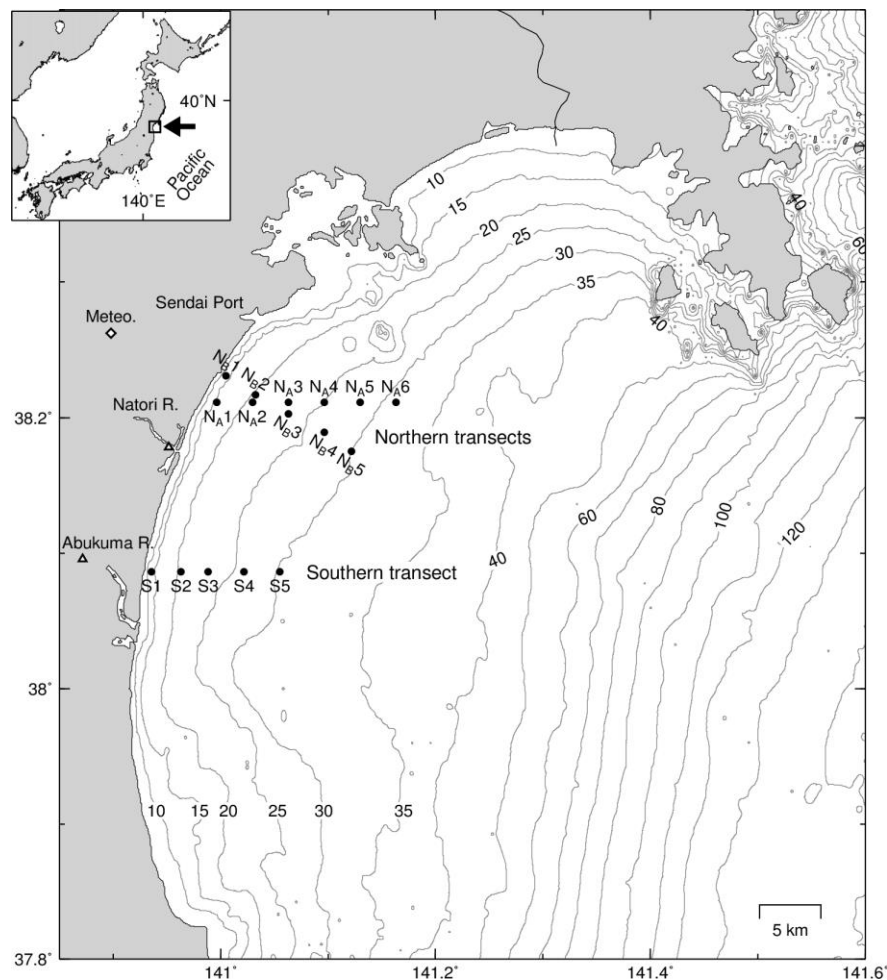 40˚N
140˚E
Pacific
Ocean
10
15
20
25
30
35
40
40
60
Sendai Port
Meteo.
Natori R.
Abukuma R.
N_B1
N_B2
N_A3
N_A4
N_A5
N_A6
N_A1
N_A2
N_B3
N_B4
N_B5
Northern transects
S1
S2
S3
S4
S5
Southern transect
40
60
80
100
120
10
15
20
25
30
35
5 km
38.2˚
38˚
37.8˚
141˚
141.2˚
141.4˚
141.6˚